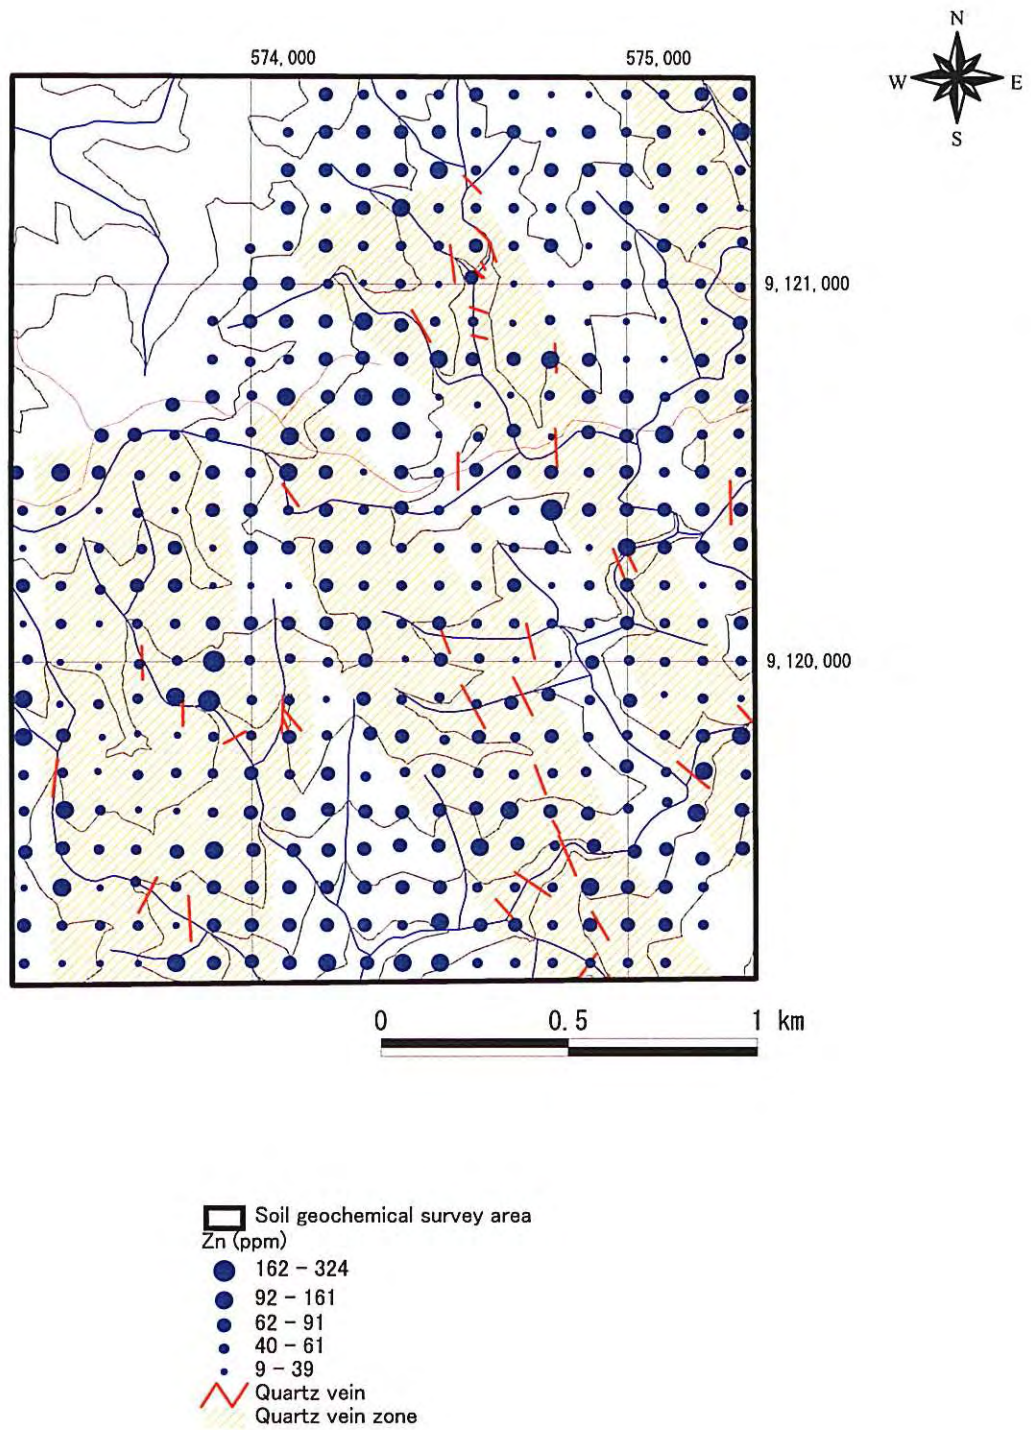 N
W E
S
574,000 575,000
9,121,000
9,120,000
0 0.5 1 km
Soil geochemical survey area
Zn (ppm)
162 - 324
92 - 161
62 - 91
40 - 61
9 - 39
Quartz vein
Quartz vein zone